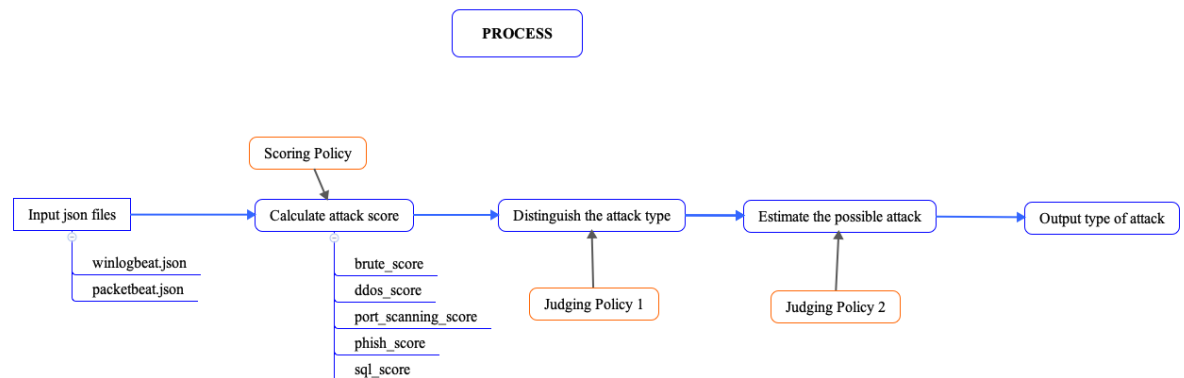 PROCESS
Scoring Policy
Input json files
Calculate attack score
Distinguish the attack type
Estimate the possible attack
Output type of attack
winlogbeat.json
packetbeat.json
brute_score
ddos_score
port_scanning_score
phish_score
sql_score
Judging Policy 1
Judging Policy 2